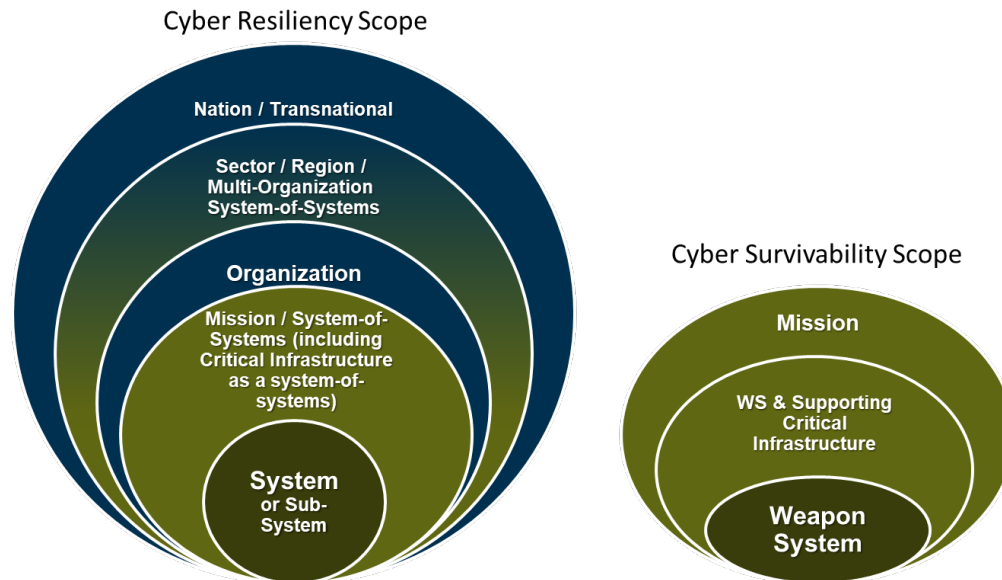 Cyber Resiliency Scope
Nation / Transnational
Sector / Region /
Multi-Organization
System-of-Systems
Organization
Mission / System-of-
Systems (including
Critical Infrastructure
as a system-of-
systems)
System
or Sub-
System
Cyber Survivability Scope
Mission
WS & Supporting
Critical
Infrastructure
Weapon
System